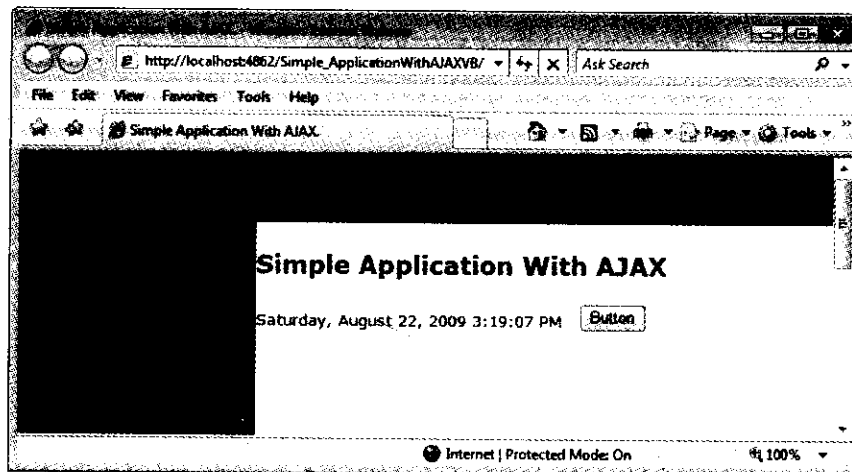 http://localhost:4862/Simple_ApplicationWithAJAXVB/ Ask Search
File Edit View Favorites Tools Help
Simple Application With AJAX Page Tools
Simple Application With AJAX
Saturday, August 22, 2009 3:19:07 PM Button
Internet | Protected Mode: On 100%